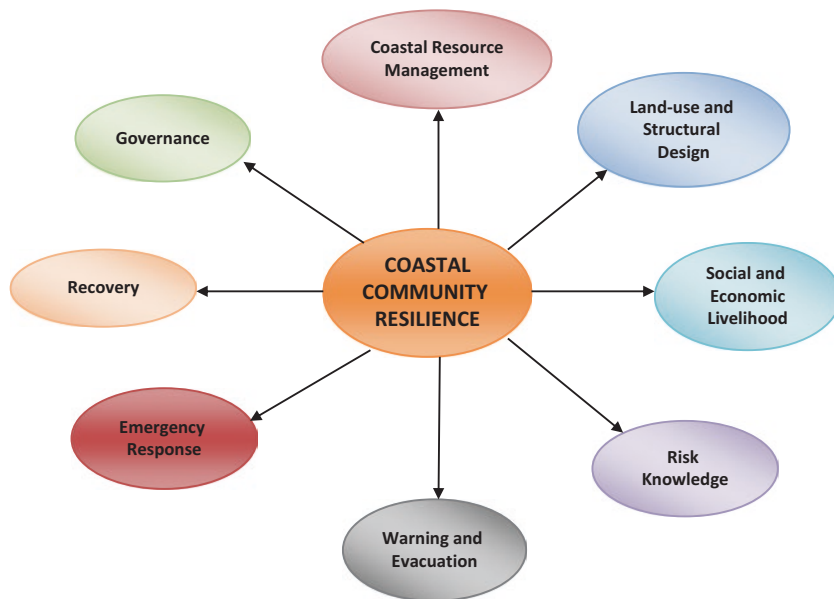 Coastal Resource
Management
Land-use and
Structural
Design
Governance
COASTAL
COMMUNITY
RESILIENCE
Recovery
Social and
Economic
Livelihood
Emergency
Response
Risk
Knowledge
Warning and
Evacuation